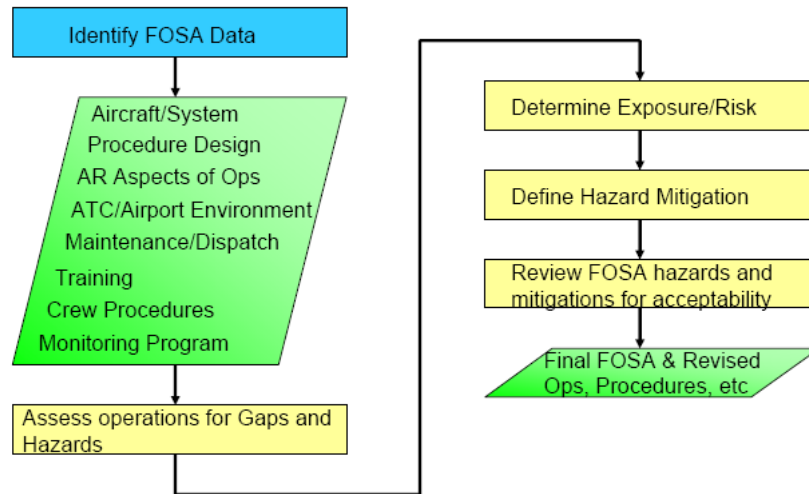 Identify FOSA Data
Aircraft/System
Procedure Design
AR Aspects of Ops
ATC/Airport Environment
Maintenance/Dispatch
Training
Crew Procedures
Monitoring Program
Assess operations for Gaps and
Hazards
Determine Exposure/Risk
Define Hazard Mitigation
Review FOSA hazards and
mitigations for acceptability
Final FOSA & Revised
Ops, Procedures, etc